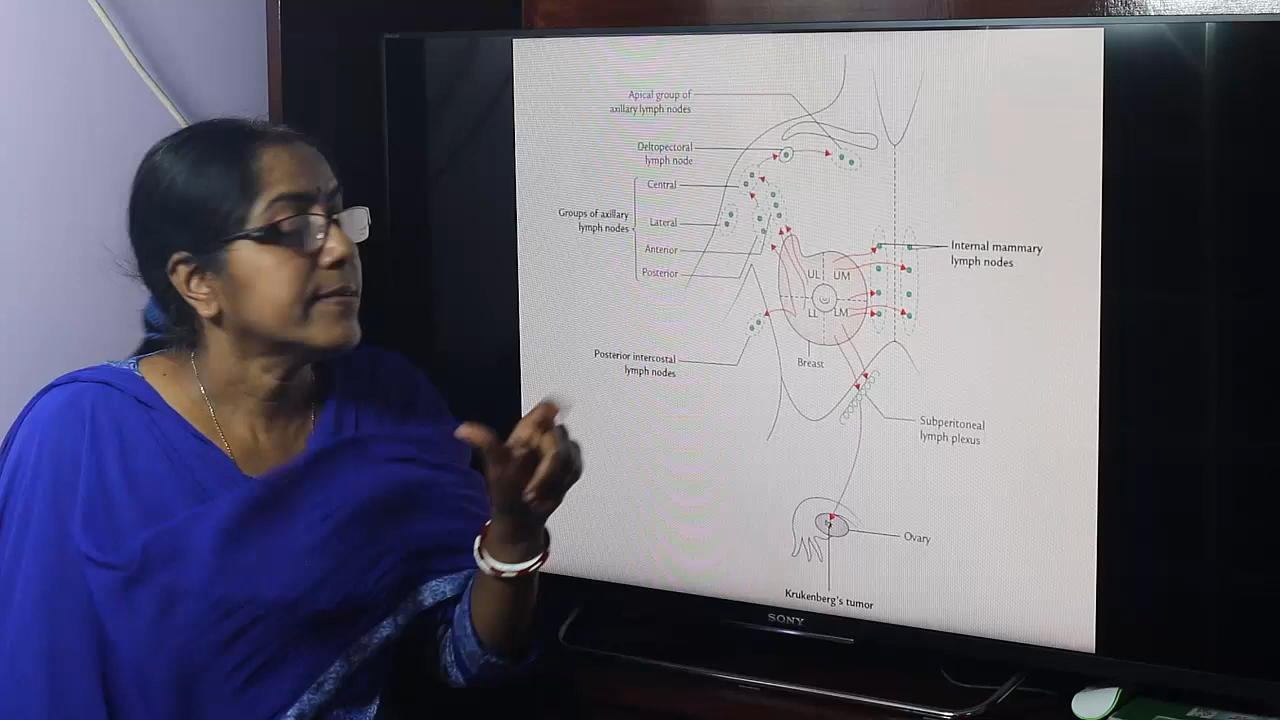 Apical group of
axillary lymph nodes
Deltopectoral
lymph node
Central
Groups of axillary
lymph nodes
Lateral
Anterior
Posterior
Internal mammary
lymph nodes
UL
UM
LL
LM
Posterior intercostal
lymph nodes
Breast
Subperitoneal
lymph plexus
Ovary
Krukenberg's tumor
SONY